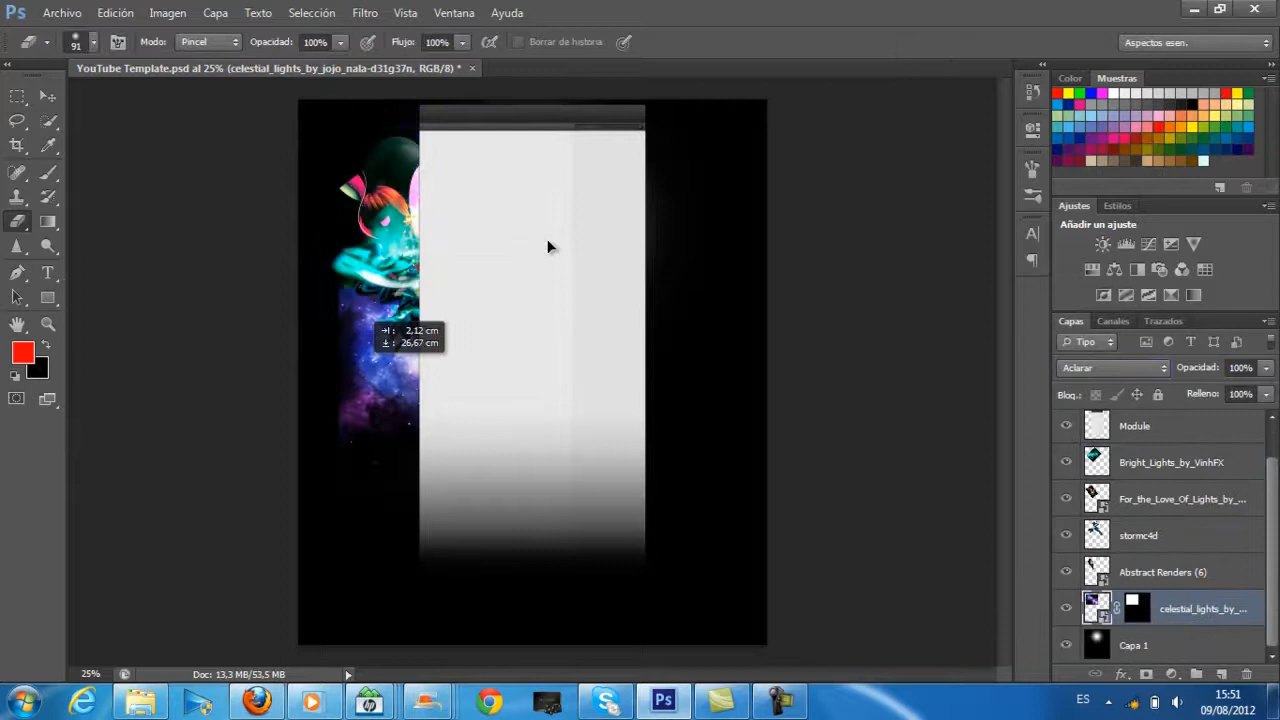 Ps Archivo Edición Imagen Capa Texto Selección Filtro Vista Ventana Ayuda
91 Modo: Pincel Opacidad: 100% Flujo: 100% Borrar de historia. Aspectos esen.
YouTube Template.psd al 25% (celestial_lights_by_jojo_nala-d31g37n, RGB/8) *
Color Muestras
Ajustes Estilos
Añadir un ajuste
Capas Canales Trazados
Tipo
Aclarar Opacidad: 100%
Bloq.: Relleno: 100%
Module
Bright_Lights_by_VinhFX
For_the_Love_Of_Lights_by_...
stormc4d
Abstract Renders (6)
celestial_lights_by_...
Capa 1
2,12 cm
26,67 cm
25% Doc: 13,3 MB/53,5 MB
hp
Ps
ES
15:51
09/08/2012